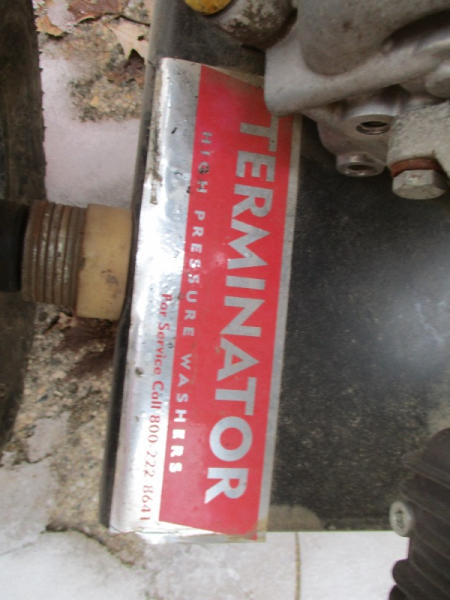 TERMINATOR
HIGH PRESSURE WASHERS
For Service Call 800-222-8641